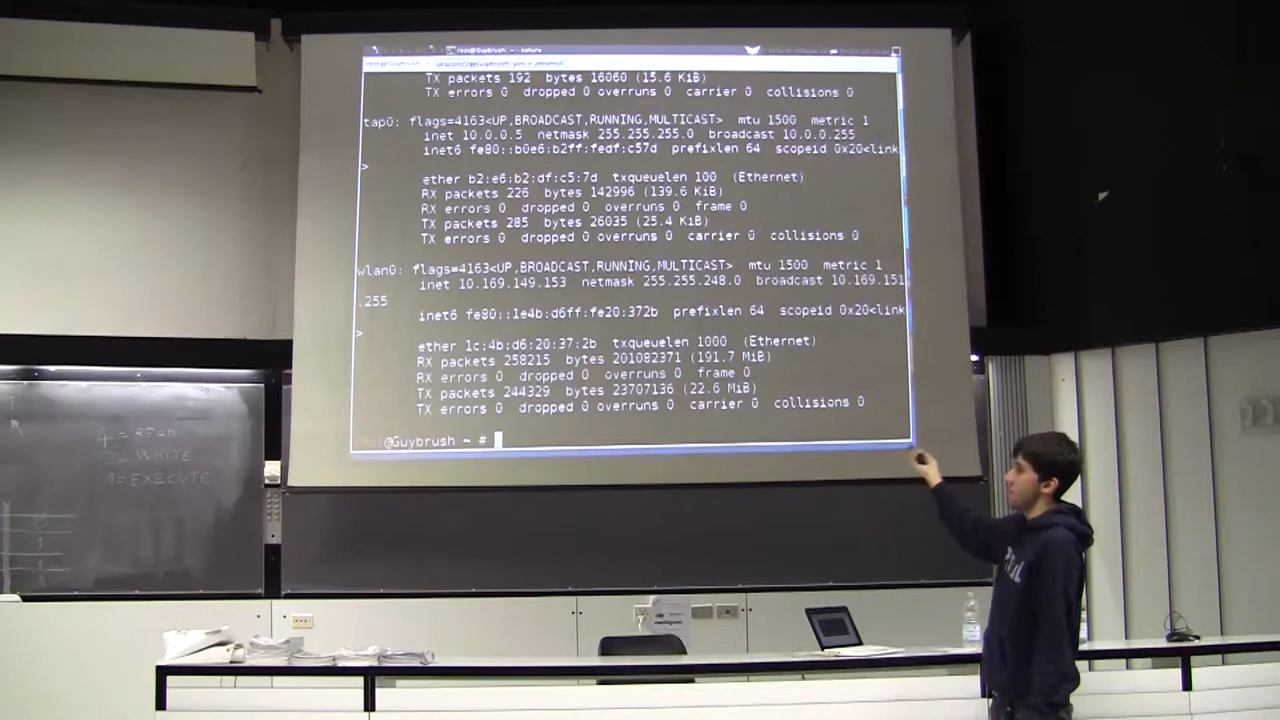 root@Guybrush: ~ - sakura
TX packets 192 bytes 16060 (15.6 KiB)
TX errors 0 dropped 0 overruns 0 carrier 0 collisions 0
tap0: flags=4163<UP,BROADCAST,RUNNING,MULTICAST> mtu 1500 metric 1
inet 10.0.0.5 netmask 255.255.255.0 broadcast 10.0.0.255
inet6 fe80::b0e6:b2ff:fedf:c57d prefixlen 64 scopeid 0x20<link
>
ether b2:e6:b2:df:c5:7d txqueuelen 100 (Ethernet)
RX packets 226 bytes 142996 (139.6 KiB)
RX errors 0 dropped 0 overruns 0 frame 0
TX packets 285 bytes 26035 (25.4 KiB)
TX errors 0 dropped 0 overruns 0 carrier 0 collisions 0
wlan0: flags=4163<UP,BROADCAST,RUNNING,MULTICAST> mtu 1500 metric 1
inet 10.169.149.153 netmask 255.255.248.0 broadcast 10.169.151
.255
inet6 fe80::1e4b:d6ff:fe20:372b prefixlen 64 scopeid 0x20<link
>
ether 1c:4b:d6:20:37:2b txqueuelen 1000 (Ethernet)
RX packets 258215 bytes 201082371 (191.7 MiB)
RX errors 0 dropped 0 overruns 0 frame 0
TX packets 244329 bytes 23707136 (22.6 MiB)
TX errors 0 dropped 0 overruns 0 carrier 0 collisions 0
root@Guybrush ~ #
4 = READ
2 = WRITE
1 = EXECUTE